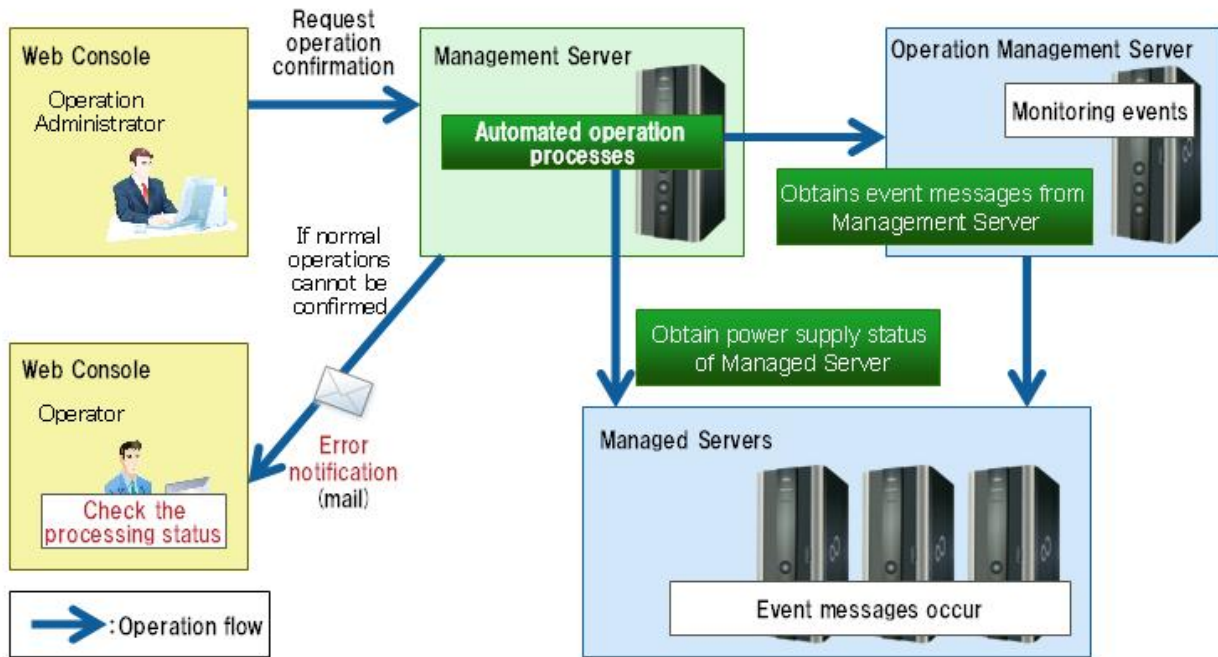 Web Console
Operation
Administrator
Request
operation
confirmation
Management Server
Automated operation
processes
Operation Management Server
Monitoring events
Obtains event messages from
Management Server
If normal
operations
cannot be
confirmed
Obtain power supply status
of Managed Server
Web Console
Operator
Check the
processing status
Error
notification
(mail)
Managed Servers
Event messages occur
:Operation flow